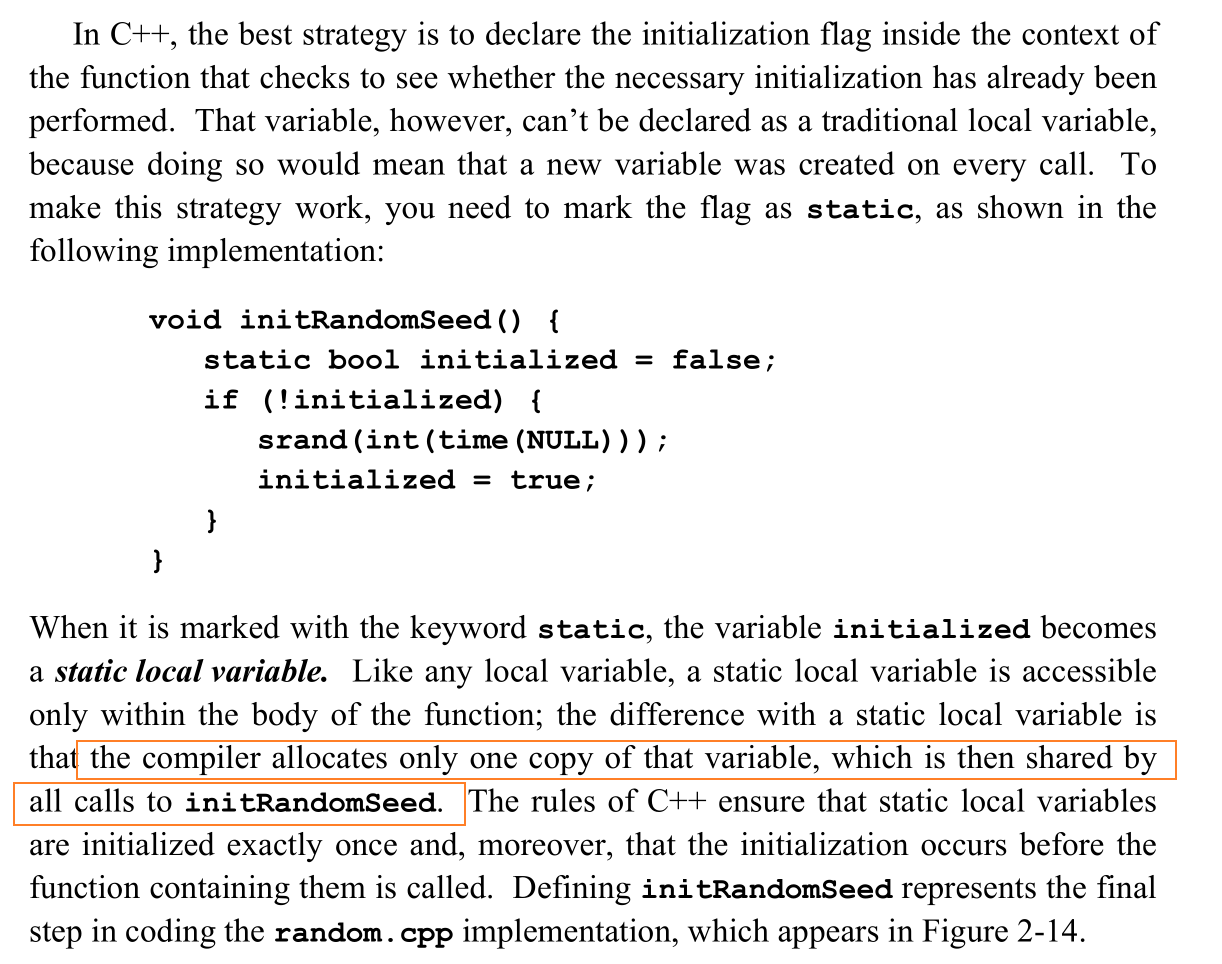 In C++, the best strategy is to declare the initialization flag inside the context of
the function that checks to see whether the necessary initialization has already been
performed. That variable, however, can’t be declared as a traditional local variable,
because doing so would mean that a new variable was created on every call. To
make this strategy work, you need to mark the flag as static, as shown in the
following implementation:
void initRandomSeed() {
static bool initialized = false;
if (!initialized) {
srand(int(time(NULL)));
initialized = true;
}
}
When it is marked with the keyword static, the variable initialized becomes
a static local variable. Like any local variable, a static local variable is accessible
only within the body of the function; the difference with a static local variable is
that the compiler allocates only one copy of that variable, which is then shared by
all calls to initRandomSeed. The rules of C++ ensure that static local variables
are initialized exactly once and, moreover, that the initialization occurs before the
function containing them is called. Defining initRandomSeed represents the final
step in coding the random.cpp implementation, which appears in Figure 2-14.